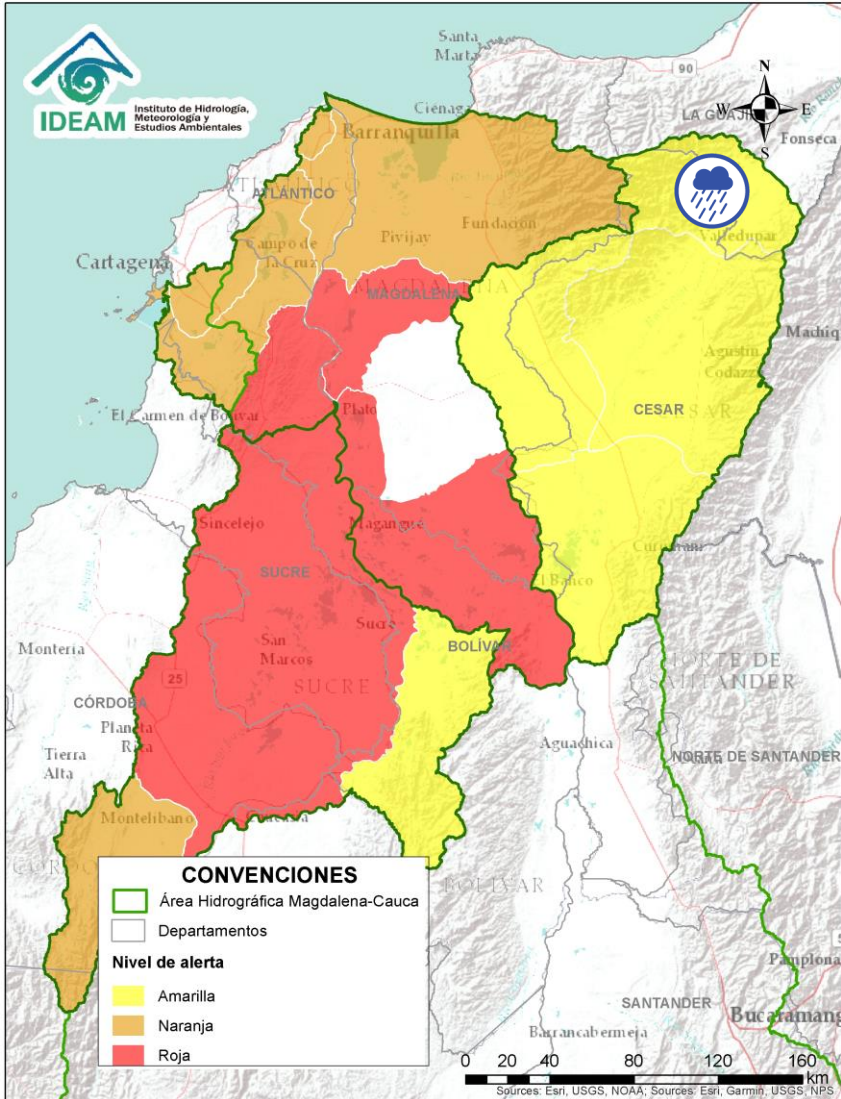 IDEAM
Instituto de Hidrología,
Meteorología y
Estudios Ambientales
Santa
Marta
90
N
W
E
S
Ciénaga
LA GUAJIRA
Fonseca
Barranquilla
ATLÁNTICO
Valledupar
Campo de
la Cruz
Pivijay
Fundación
Cartagena
MAGDALENA
Agustín
Codazzi
El Carmen de Bolívar
Plato
CESAR
Sincelejo
Magangué
SUCRE
El Banco
Sucre
BOLÍVAR
San
Marcos
SUCRE
Montería
25
CÓRDOBA
Planeta
Rica
Tierra
Alta
NORTE DE
SANTANDER
Aguachica
NORTE DE SANTANDER
Montelíbano
BOLÍVAR
CONVENCIONES
Área Hidrográfica Magdalena-Cauca
Departamentos
Nivel de alerta
Amarilla
Naranja
Roja
Pamplona
SANTANDER
Barrancabermeja
0 20 40 80 120 160
km
Sources: Esri, USGS, NOAA; Sources: Esri, Garmin, USGS, NPS